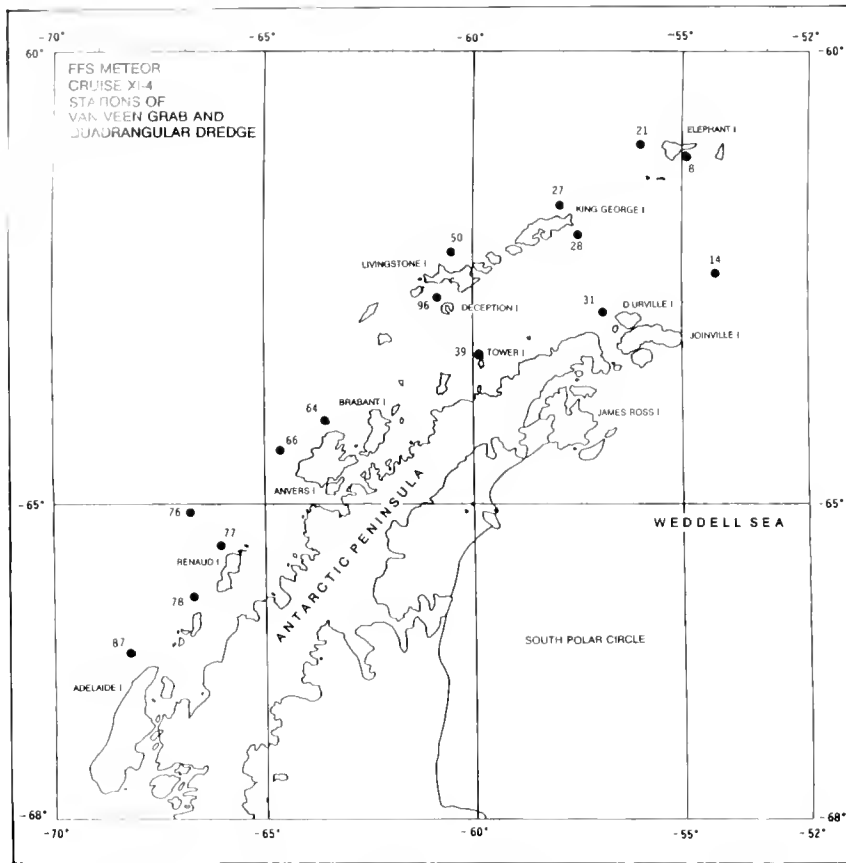 -70° -65° -60° -55° -52°
60° -60°
FFS METEOR
CRUISE XI-4
STATIONS OF
VAN VEEN GRAB AND
QUADRANGULAR DREDGE
21
ELEPHANT I
8
27
KING GEORGE I
28
50
LIVINGSTONE I
14
96
DECEPTION I
31
D'URVILLE I
JOINVILLE I
39
TOWER I
BRABANT I
64
JAMES ROSS I
66
ANVERS I
-65° -65°
76
WEDDELL SEA
77
RENAUD I
ANTARCTIC PENINSULA
78
SOUTH POLAR CIRCLE
87
ADELAIDE I
-68° -68°
-70° -65° -60° -55° 52°